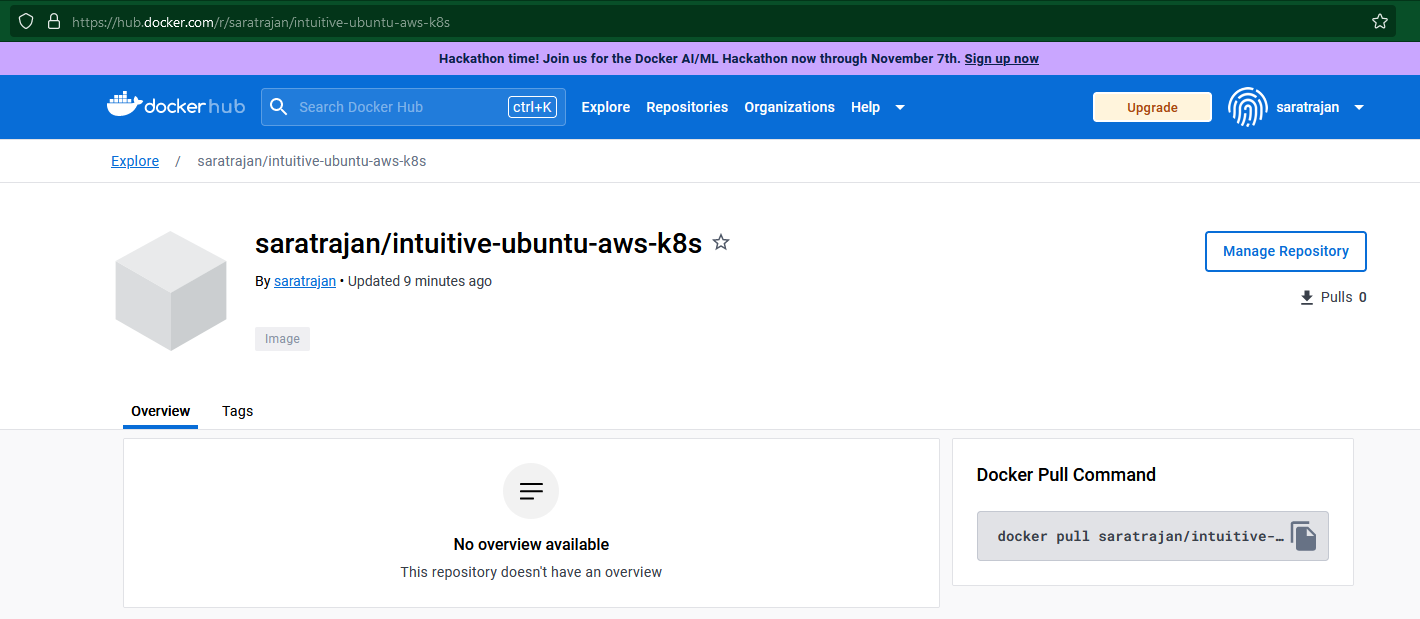 https://hub.docker.com/r/saratrajan/intuitive-ubuntu-aws-k8s
Hackathon time! Join us for the Docker AI/ML Hackathon now through November 7th. Sign up now
dockerhub
Search Docker Hub
ctrl+K
Explore
Repositories
Organizations
Help
Upgrade
saratrajan
Explore / saratrajan/intuitive-ubuntu-aws-k8s
saratrajan/intuitive-ubuntu-aws-k8s
Manage Repository
By saratrajan • Updated 9 minutes ago
Pulls 0
Image
Overview
Tags
No overview available
This repository doesn't have an overview
Docker Pull Command
docker pull saratrajan/intuitive-…